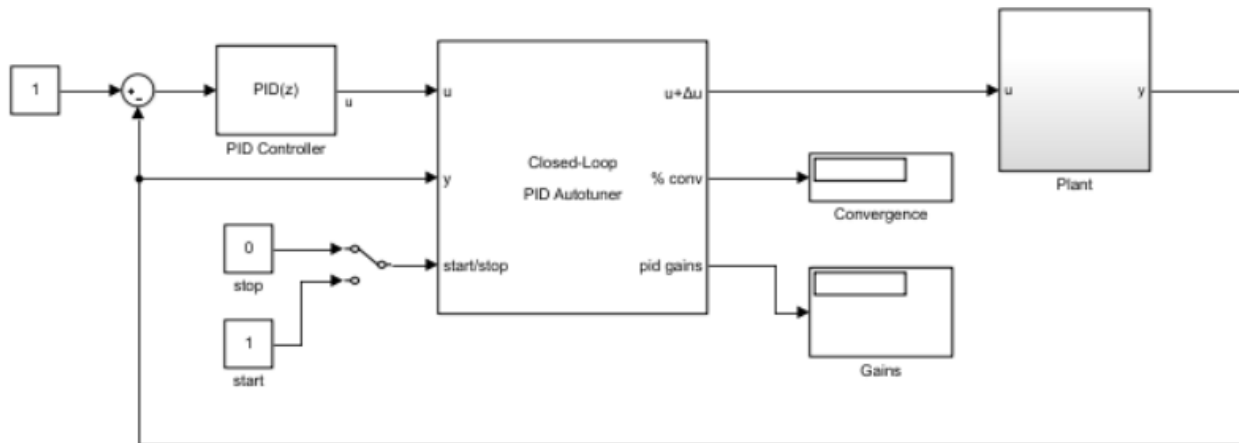 1
+
-
PID(z)
u
PID Controller
u
y
start/stop
Closed-Loop
PID Autotuner
u+Δu
% conv
pid gains
u
y
Plant
Convergence
Gains
0
stop
1
start